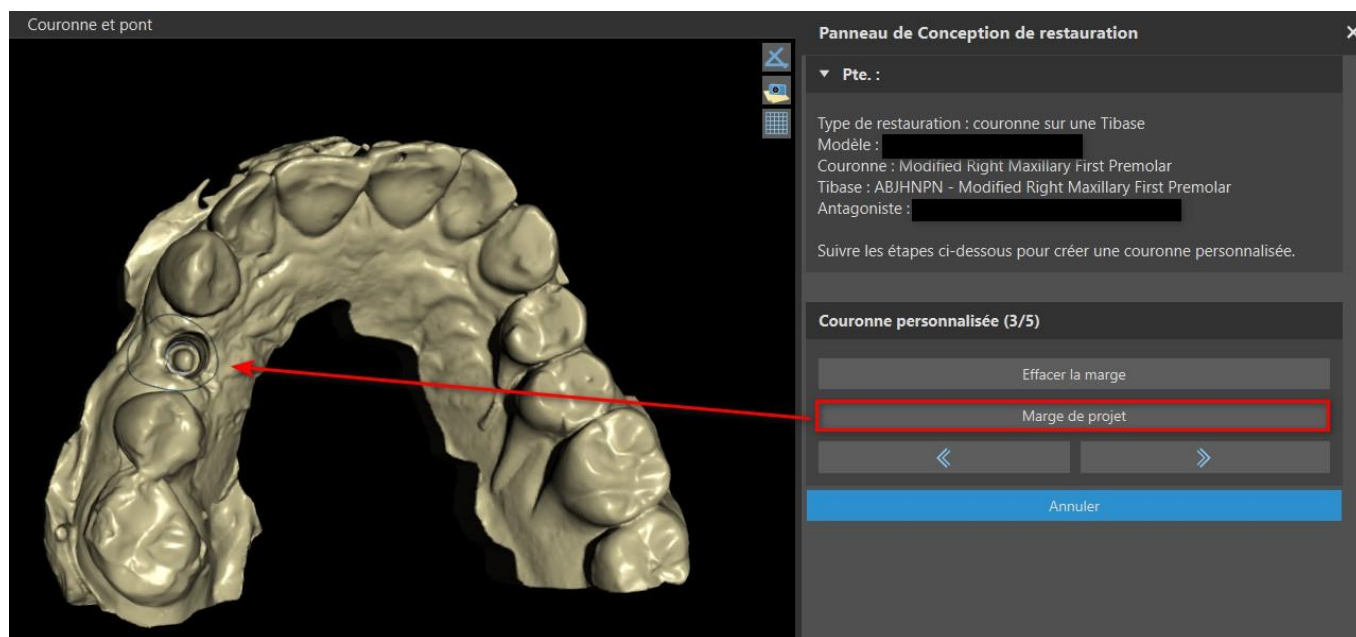 Couronne et pont
Panneau de Conception de restauration
Pte. :
Type de restauration : couronne sur une Tibase
Modèle :
Couronne : Modified Right Maxillary First Premolar
Tibase : ABJHNPN - Modified Right Maxillary First Premolar
Antagoniste :
Suivre les étapes ci-dessous pour créer une couronne personnalisée.
Couronne personnalisée (3/5)
Effacer la marge
Marge de projet
Annuler